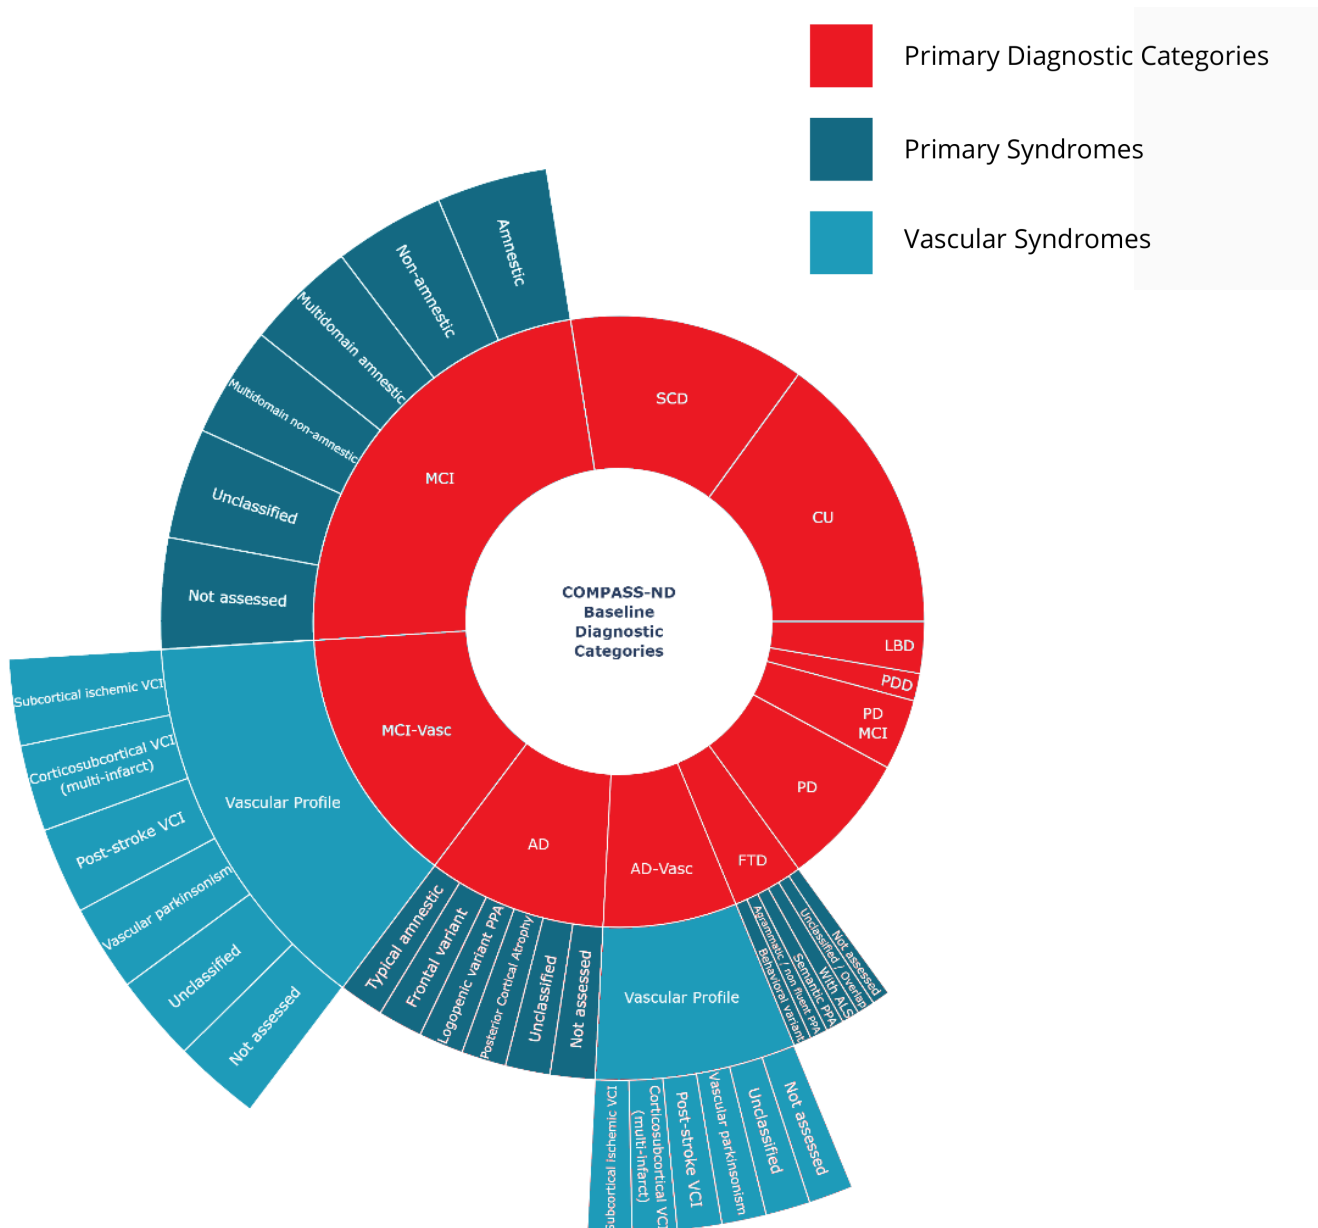 Primary Diagnostic Categories
Primary Syndromes
Vascular Syndromes
COMPASS-ND
Baseline
Diagnostic
Categories
CU
SCD
MCI
MCI-Vasc
AD
AD-Vasc
FTD
PD
PD
MCI
PDD
LBD
Amnestic
Non-amnestic
Multidomain amnestic
Multidomain non-amnestic
Unclassified
Not assessed
Vascular Profile
Subcortical ischemic VCI
Corticosubcortical VCI
(multi-infarct)
Post-stroke VCI
Vascular parkinsonism
Unclassified
Not assessed
Typical amnestic
Frontal variant
Logopenic variant PPA
Posterior Cortical Atrophy
Unclassified
Not assessed
Vascular Profile
Subcortical ischemic VCI
Corticosubcortical VCI
(multi-infarct)
Post-stroke VCI
Vascular parkinsonism
Unclassified
Not assessed
Behavioral variant
Agrammatic / non fluent PPA
Semantic PPA
With ALS
Unclassified / Overlap
Not assessed